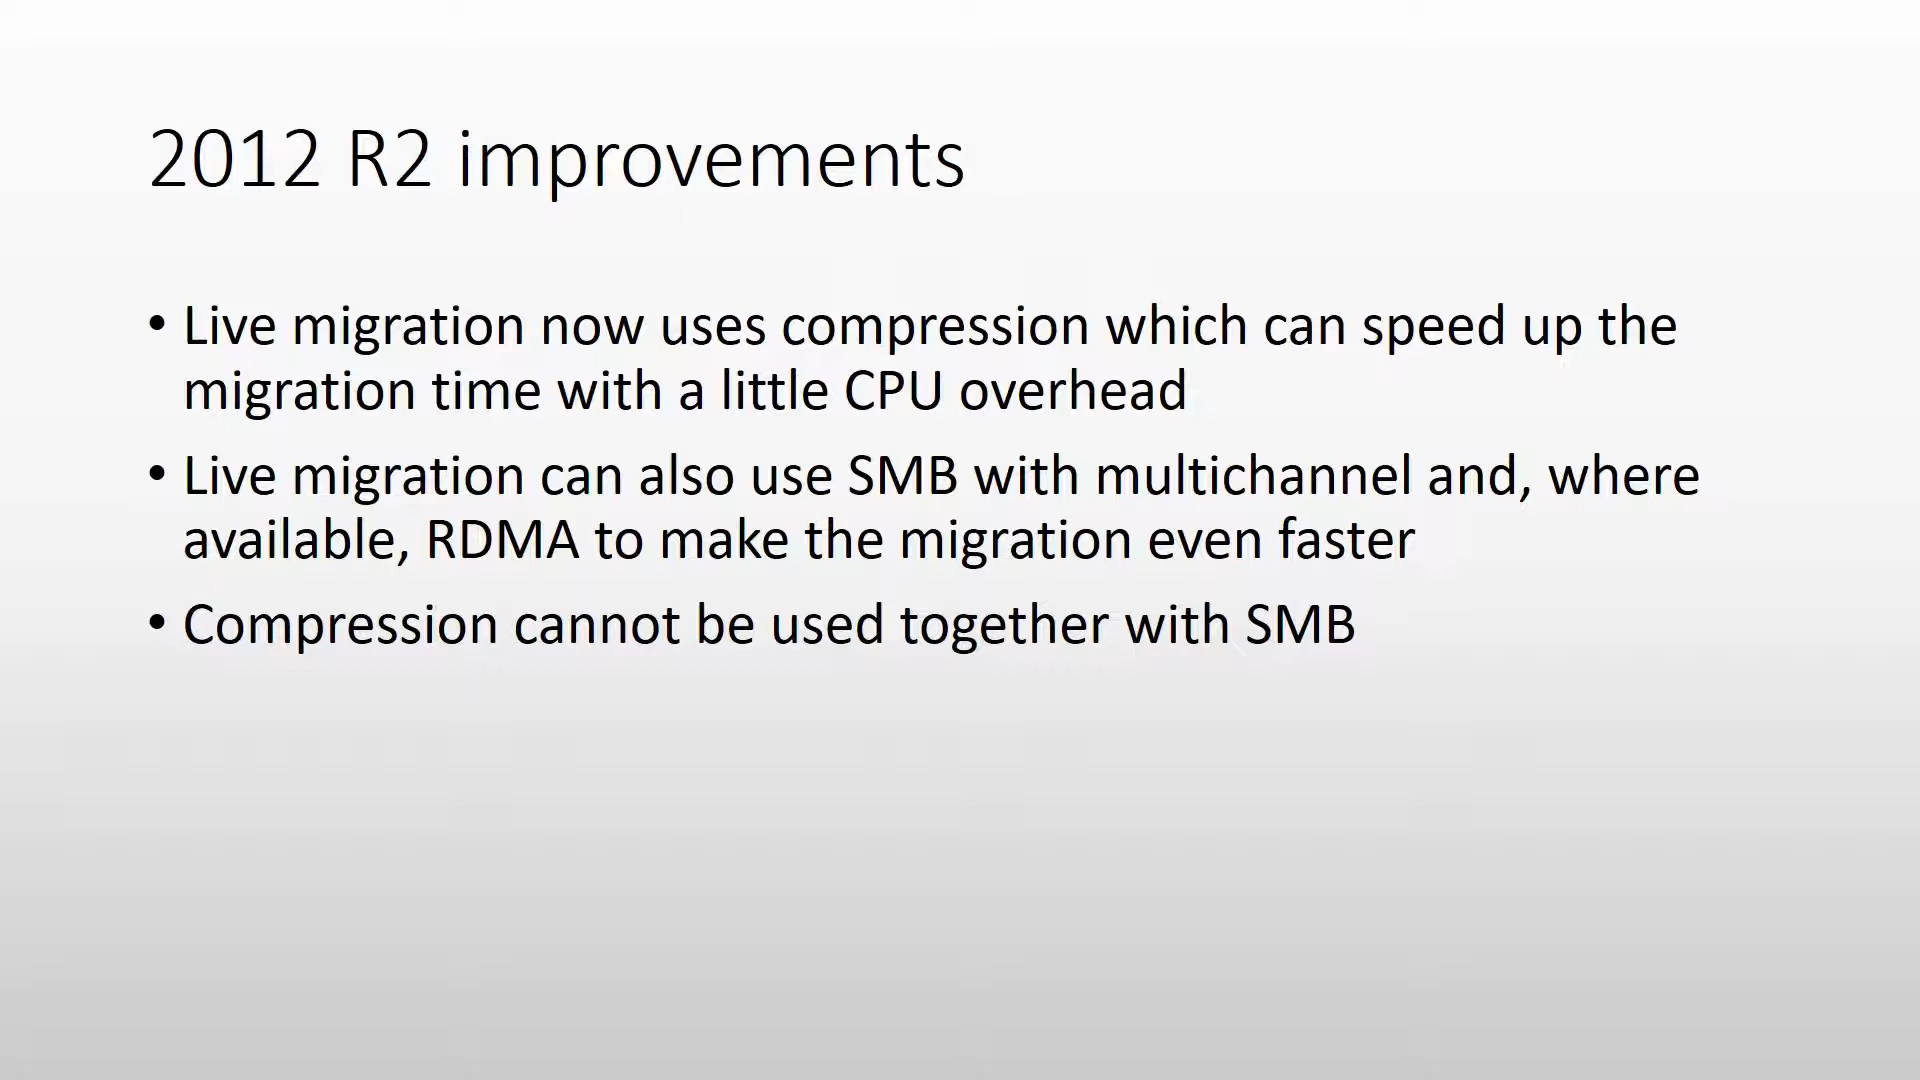 2012 R2 improvements
• Live migration now uses compression which can speed up the
migration time with a little CPU overhead
• Live migration can also use SMB with multichannel and, where
available, RDMA to make the migration even faster
• Compression cannot be used together with SMB